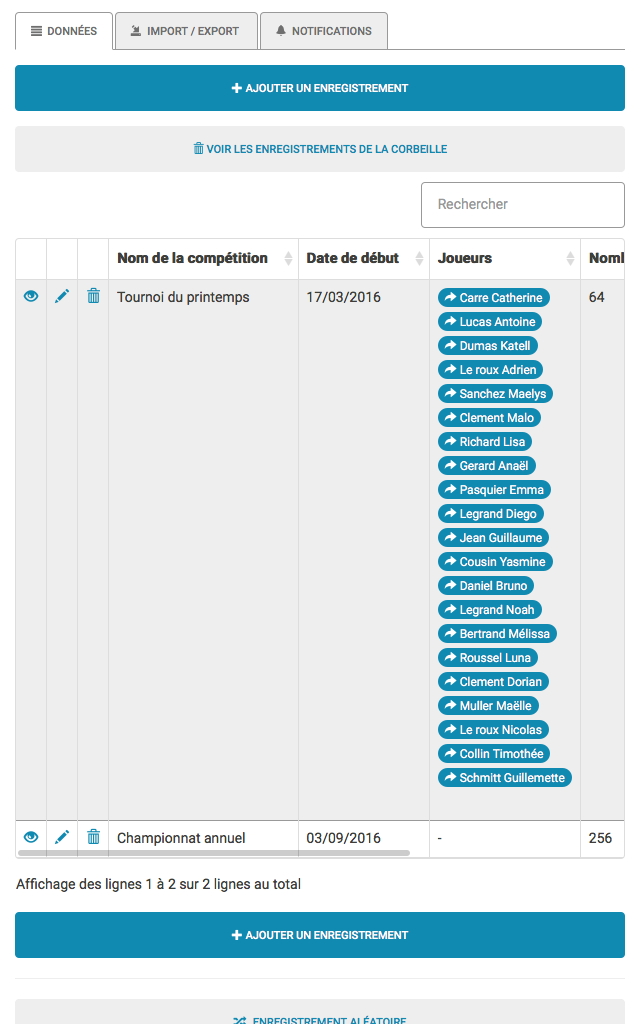 DONNÉES IMPORT / EXPORT NOTIFICATIONS
AJOUTER UN ENREGISTREMENT
VOIR LES ENREGISTREMENTS DE LA CORBEILLE
Rechercher
Nom de la compétition Date de début Joueurs
Tournoi du printemps 17/03/2016 Carre Catherine 64
Lucas Antoine
Dumas Katell
Le roux Adrien
Sanchez Maelys
Clement Malo
Richard Lisa
Gerard Anaël
Pasquier Emma
Legrand Diego
Jean Guillaume
Cousin Yasmine
Daniel Bruno
Legrand Noah
Bertrand Mélissa
Roussel Luna
Clement Dorian
Muller Maëlle
Le roux Nicolas
Collin Timothée
Schmitt Guillemette
Championnat annuel 03/09/2016 - 256
Affichage des lignes 1 à 2 sur 2 lignes au total
AJOUTER UN ENREGISTREMENT
ENREGISTREMENT ALÉATOIRE